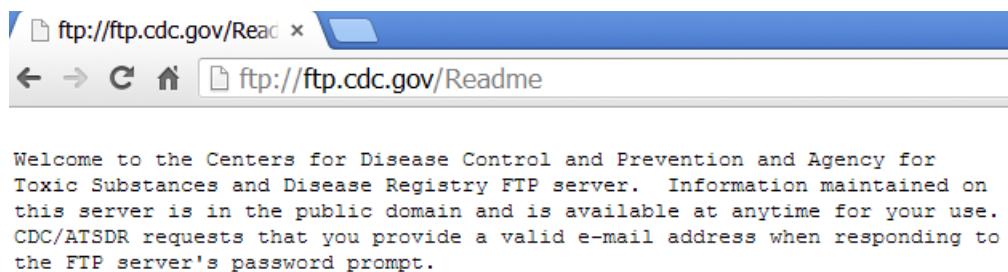 ftp://ftp.cdc.gov/Read ×
ftp://ftp.cdc.gov/Readme
Welcome to the Centers for Disease Control and Prevention and Agency for
Toxic Substances and Disease Registry FTP server.  Information maintained on
this server is in the public domain and is available at anytime for your use.
CDC/ATSDR requests that you provide a valid e-mail address when responding to
the FTP server's password prompt.